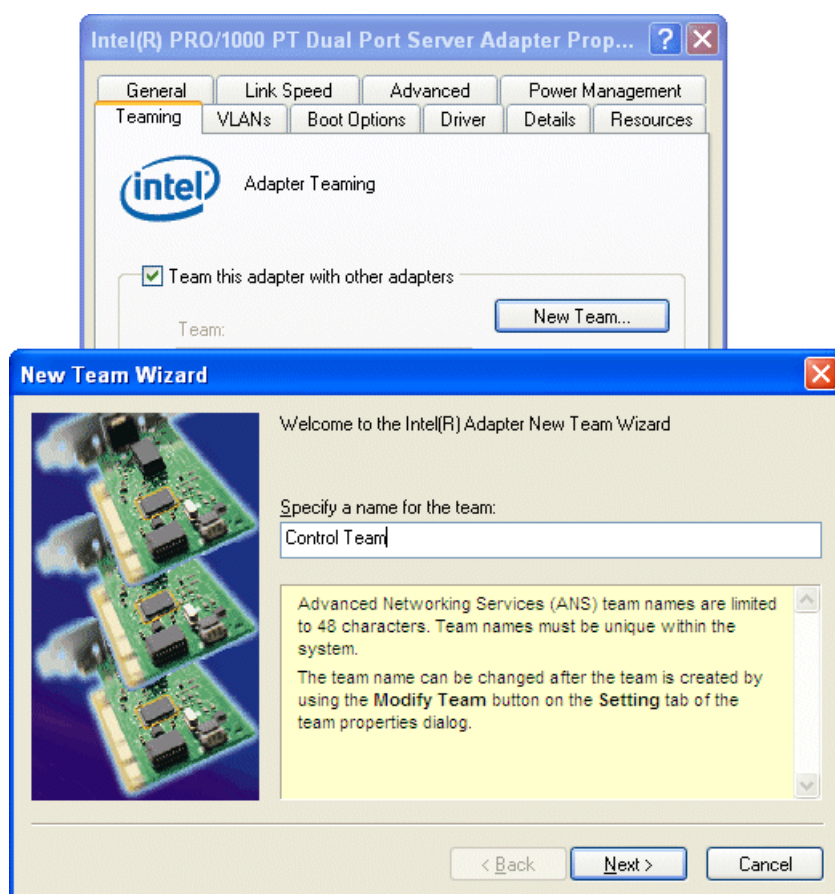 Intel(R) PRO/1000 PT Dual Port Server Adapter Prop... ?
General Link Speed Advanced Power Management
Teaming VLANs Boot Options Driver Details Resources
intel® Adapter Teaming
Team this adapter with other adapters
New Team...
Team:
New Team Wizard
Welcome to the Intel(R) Adapter New Team Wizard
Specify a name for the team:
Control Team
Advanced Networking Services (ANS) team names are limited
to 48 characters. Team names must be unique within the
system.
The team name can be changed after the team is created by
using the Modify Team button on the Setting tab of the
team properties dialog.
< Back Next > Cancel